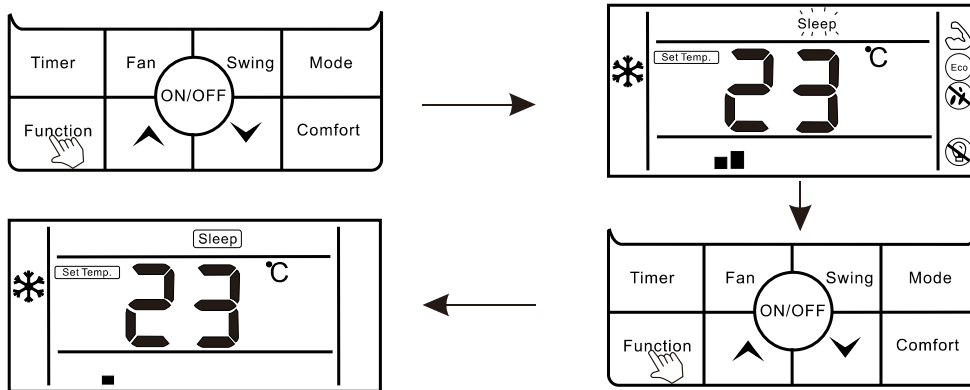 Timer Fan Swing Mode
ON/OFF
Function Comfort
Sleep
Set Temp. 23 °C
Eco
Timer Fan Swing Mode
ON/OFF
Function Comfort
Sleep
Set Temp. 23 °C